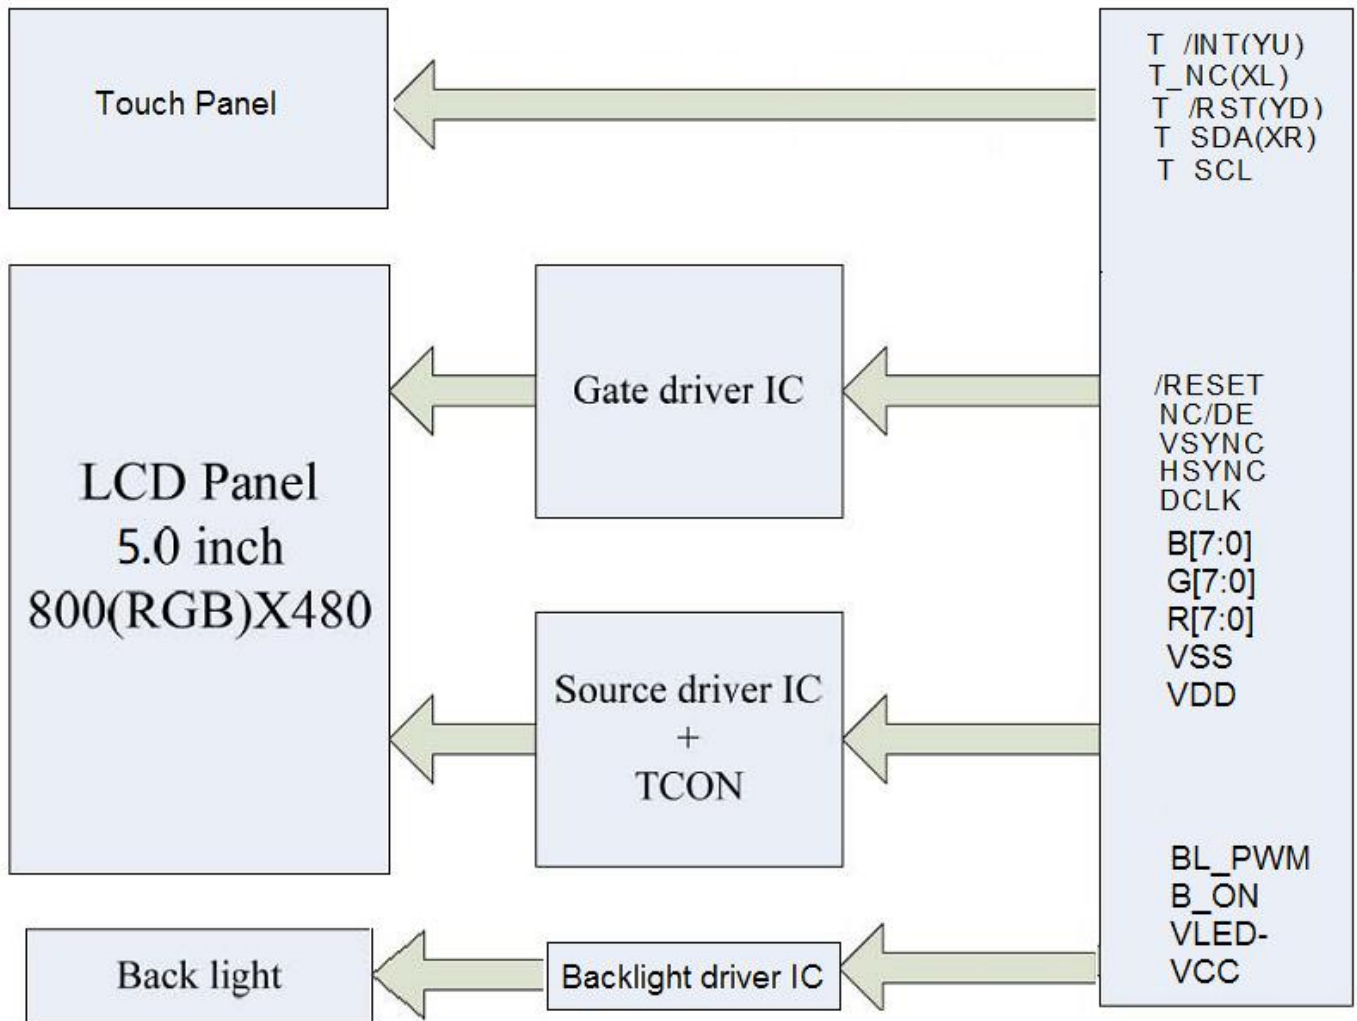 Touch Panel
T /INT(YU)
T_NC(XL)
T /RST(YD)
T SDA(XR)
T SCL
LCD Panel
5.0 inch
800(RGB)X480
Gate driver IC
/RESET
NC/DE
VSYNC
HSYNC
DCLK
B[7:0]
G[7:0]
R[7:0]
VSS
VDD
Source driver IC
+
TCON
Back light
Backlight driver IC
BL_PWM
B_ON
VLED-
VCC